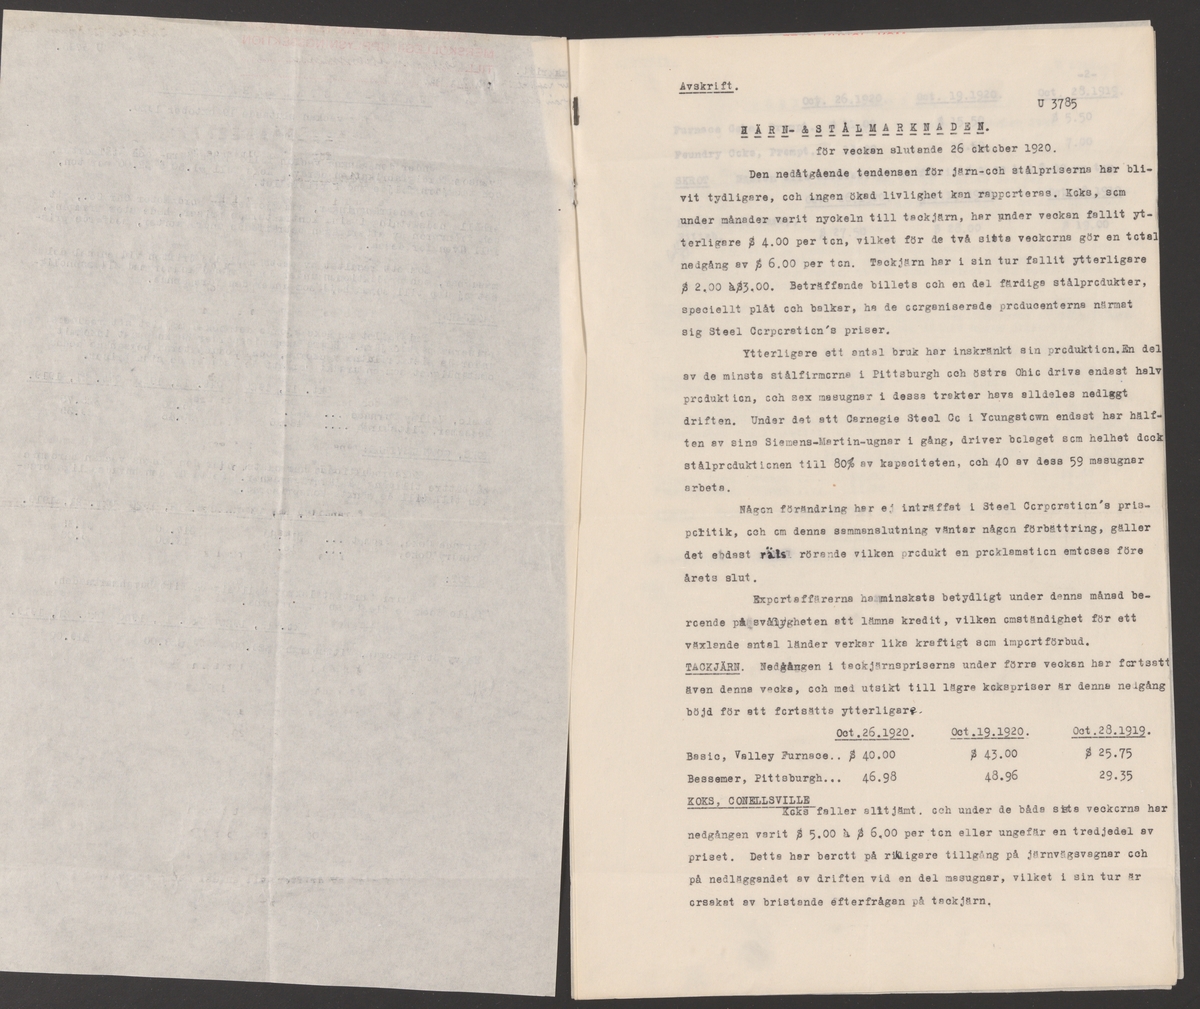 Avskrift.
U 3785
HÄRN- & STÅLMARKNADEN.
för veckan slutande 26 oktober 1920.
Den nedåtgående tendensen för järn-och stålpriserna har bli-
vit tydligare, och ingen ökad livlighet kan rapporteras. Koks, som
under månader varit nyckeln till tackjärn, har under veckan fallit yt-
terligare $ 4.00 per ton, vilket för de två sista veckorna gör en total
nedgång av $ 6.00 per ton. Tackjärn har i sin tur fallit ytterligare
$ 2.00 à $3.00. Beträffande billets och en del färdiga stålprodukter,
speciellt plåt och balkar, ha de oorganiserade producenterna närmat
sig Steel Corporation's priser.
Ytterligare ett antal bruk har inskränkt sin produktion.En del
av de minsta stålfirmorna i Pittsburgh och östra Ohio driva endast halv
produktion, och sex masugnar i dessa trakter hava alldeles nedlagt
driften. Under det att Carnegie Steel Co i Youngstown endast har hälf-
ten av sina Siemens-Martin-ugnar i gång, driver bolaget som helhet dock
stålproduktionen till 80% av kapaciteten, och 40 av dess 59 masugnar
arbeta.
Någon förändring har ej inträffat i Steel Corporation's pris-
politik, och om denna sammanslutning väntar någon förbättring, gäller
det endast räls rörande vilken produkt en proklamation emotses före
årets slut.
Exportaffärerna ha minskats betydligt under denna månad be-
roende på svårigheten att lämna kredit, vilken omständighet för ett
växlande antal länder verkar lika kraftigt som importförbud.
TACKJÄRN. Nedgången i tackjärnspriserna under förra veckan har fortsatt
även denna vecka, och med utsikt till lägre kokspriser är denna nedgång
böjd för att fortsätta ytterligare.
Oct.26.1920. Oct.19.1920. Oct.28.1919.
Basic, Valley Furnace.. $ 40.00 $ 43.00 $ 25.75
Bessemer, Pittsburgh... 46.98 48.96 29.35
KOKS, CONELLSVILLE
Koks faller alltjämt. och under de båda sista veckorna har
nedgången varit $ 5.00 à $ 6.00 per ton eller ungefär en tredjedel av
priset. Detta har berott på rikligare tillgång på järnvägsvagnar och
på nedläggandet av driften vid en del masugnar, vilket i sin tur är
orsakat av bristande efterfrågan på tackjärn.